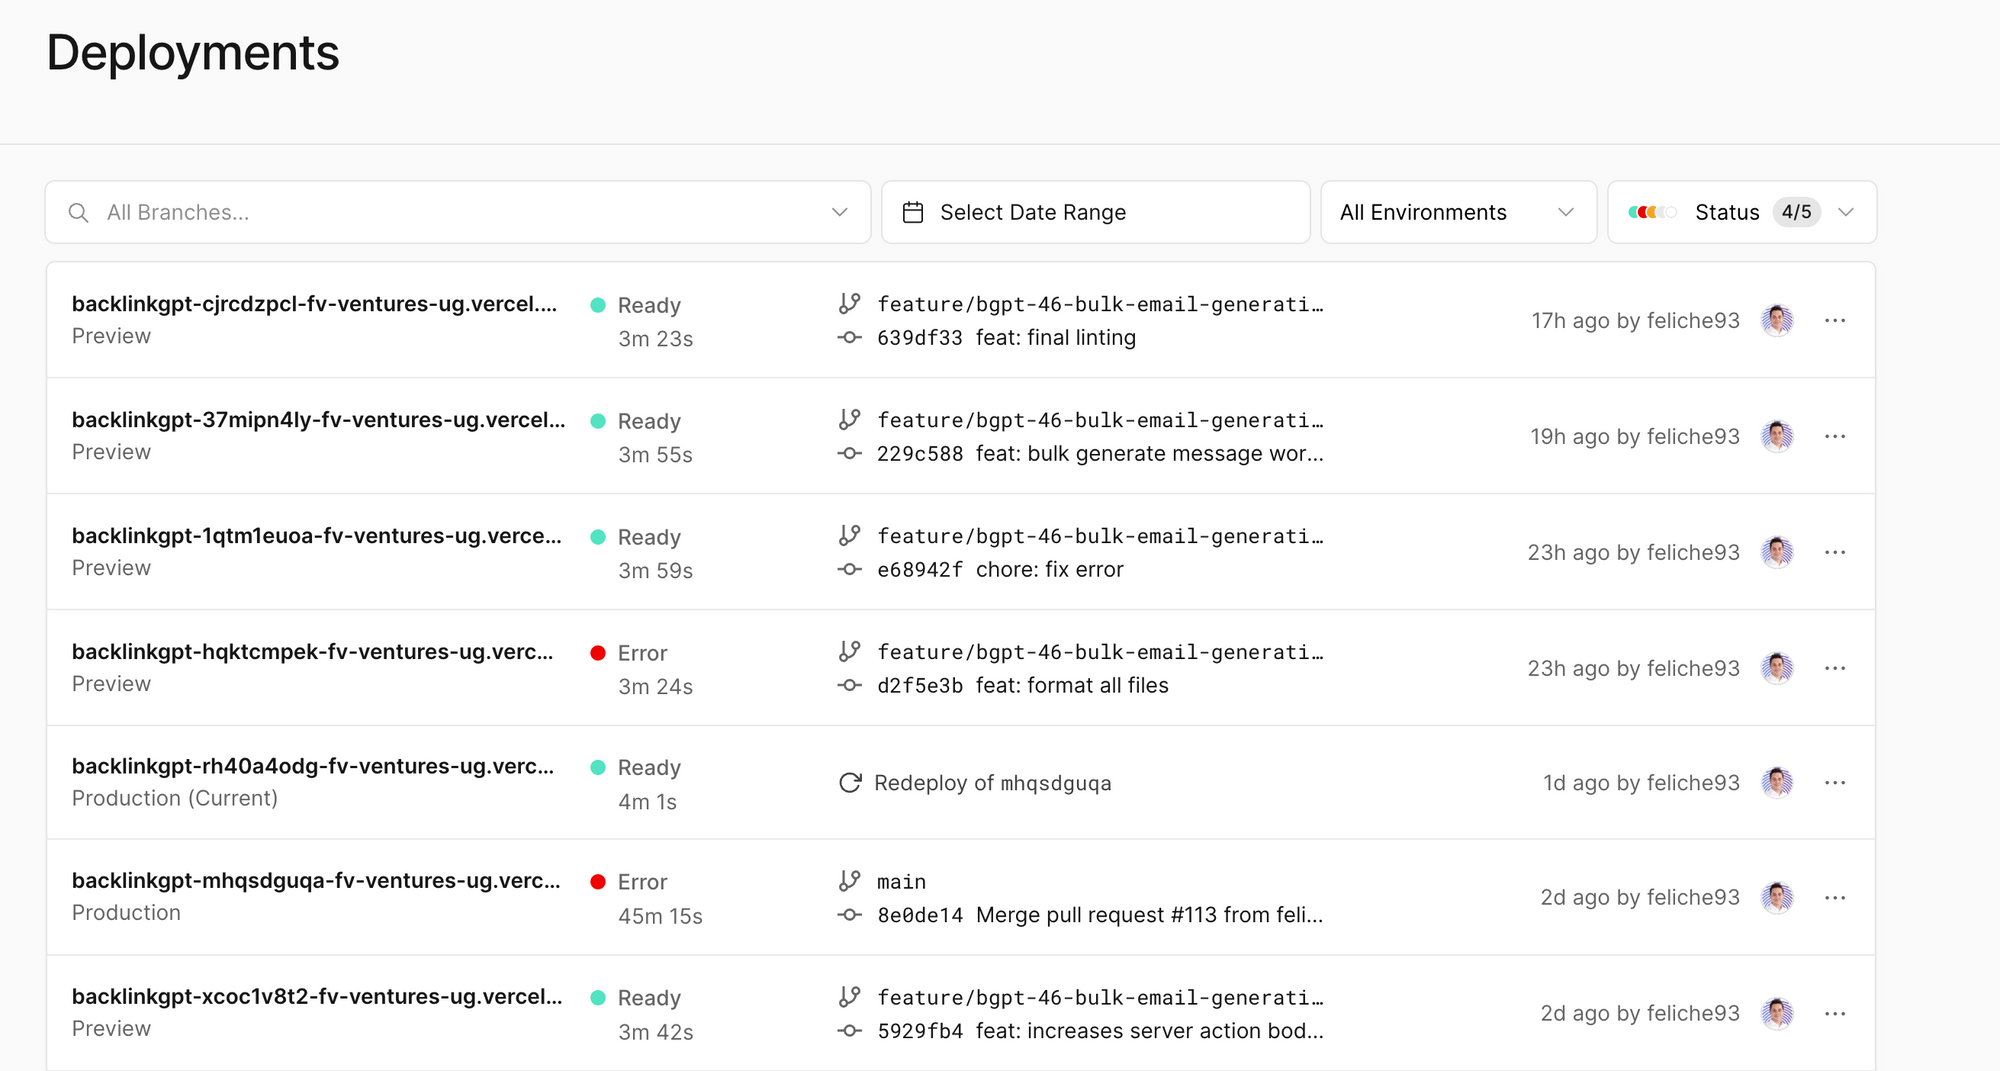 Deployments
All Branches...
Select Date Range
All Environments
Status 4/5
backlinkgpt-cjrcdzpcl-fv-ventures-ug.vercel....
Preview
Ready
3m 23s
feature/bgpt-46-bulk-email-generati…
639df33 feat: final linting
17h ago by feliche93
backlinkgpt-37mipn4ly-fv-ventures-ug.vercel...
Preview
Ready
3m 55s
feature/bgpt-46-bulk-email-generati…
229c588 feat: bulk generate message wor...
19h ago by feliche93
backlinkgpt-1qtm1euoa-fv-ventures-ug.verce...
Preview
Ready
3m 59s
feature/bgpt-46-bulk-email-generati…
e68942f chore: fix error
23h ago by feliche93
backlinkgpt-hqktcmpek-fv-ventures-ug.verc...
Preview
Error
3m 24s
feature/bgpt-46-bulk-email-generati…
d2f5e3b feat: format all files
23h ago by feliche93
backlinkgpt-rh40a4odg-fv-ventures-ug.verc...
Production (Current)
Ready
4m 1s
Redeploy of mhqsdguqa
1d ago by feliche93
backlinkgpt-mhqsdguqa-fv-ventures-ug.verc...
Production
Error
45m 15s
main
8e0de14 Merge pull request #113 from feli...
2d ago by feliche93
backlinkgpt-xcoc1v8t2-fv-ventures-ug.vercel...
Preview
Ready
3m 42s
feature/bgpt-46-bulk-email-generati…
5929fb4 feat: increases server action bod...
2d ago by feliche93